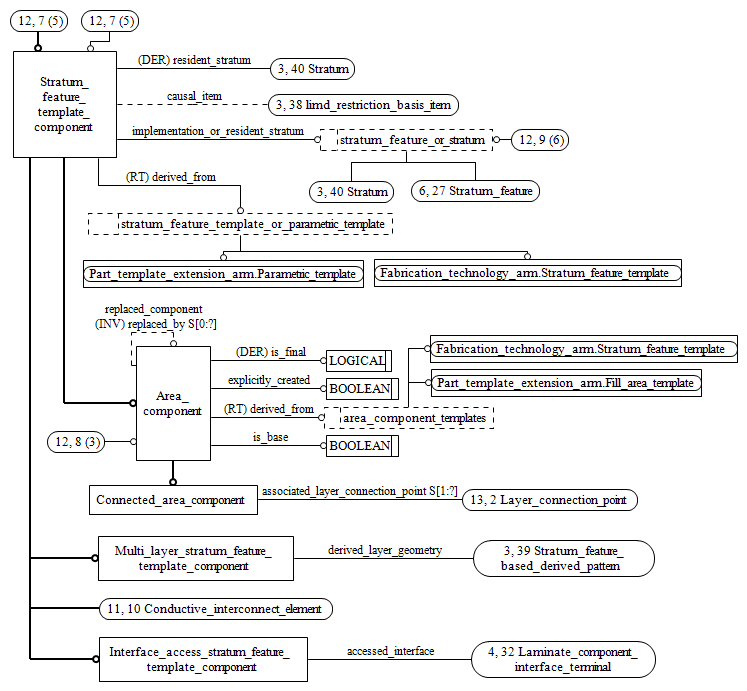 12, 7 (5)
12, 7 (5)
Stratum_
feature_
template_
component
(DER) resident_stratum
3, 40 Stratum
causal_item
3, 38 limd_restriction_basis_item
implementation_or_resident_stratum
stratum_feature_or_stratum
12, 9 (6)
3, 40 Stratum
6, 27 Stratum_feature
(RT) derived_from
stratum_feature_template_or_parametric_template
Part_template_extension_arm.Parametric_template
Fabrication_technology_arm.Stratum_feature_template
replaced_component
(INV) replaced_by S[0:?]
Area_
component
(DER) is_final
LOGICAL
explicitly_created
BOOLEAN
(RT) derived_from
area_component_templates
is_base
BOOLEAN
Fabrication_technology_arm.Stratum_feature_template
Part_template_extension_arm.Fill_area_template
12, 8 (3)
Connected_area_component
associated_layer_connection_point S[1:?]
13, 2 Layer_connection_point
Multi_layer_stratum_feature_
template_component
derived_layer_geometry
3, 39 Stratum_feature_
based_derived_pattern
11, 10 Conductive_interconnect_element
Interface_access_stratum_feature_
template_component
accessed_interface
4, 32 Laminate_component_
interface_terminal